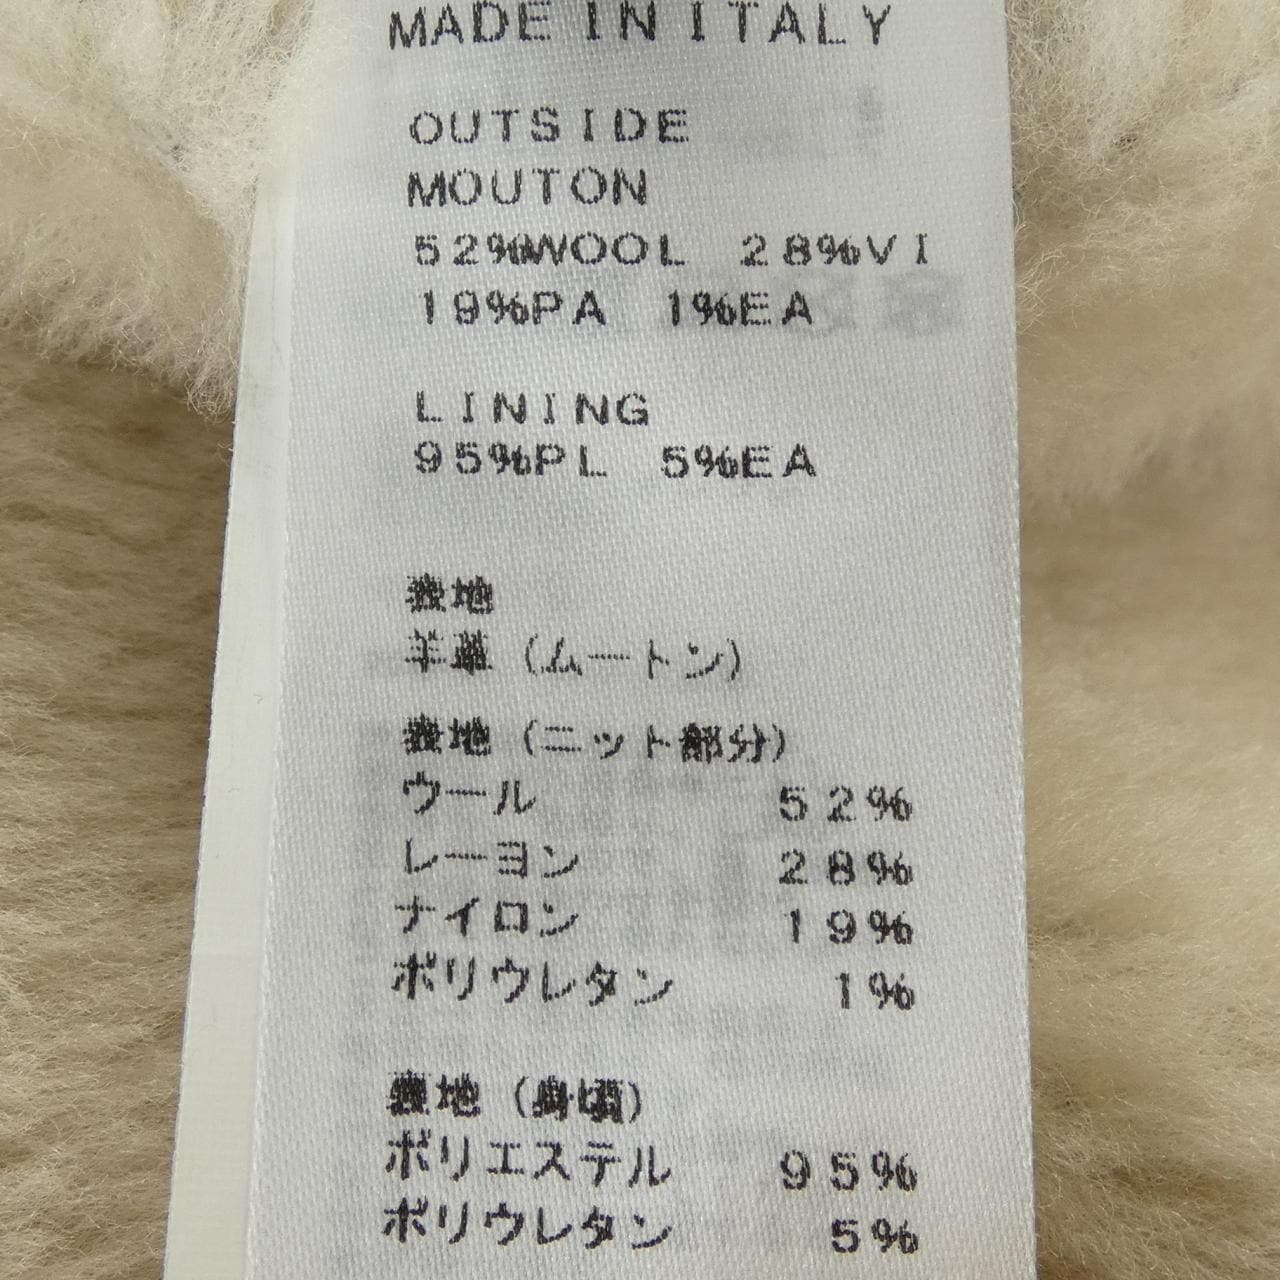 MADE IN ITALY
OUTSIDE
MOUTON
52%WOOL 28%VI
19%PA 1%EA
LINING
95%PL 5%EA
表地
羊革(ムートン)
表地(ニット部分)
ウール 52%
レーヨン 28%
ナイロン 19%
ポリウレタン 1%
裏地(身頃)
ポリエステル 95%
ポリウレタン 5%